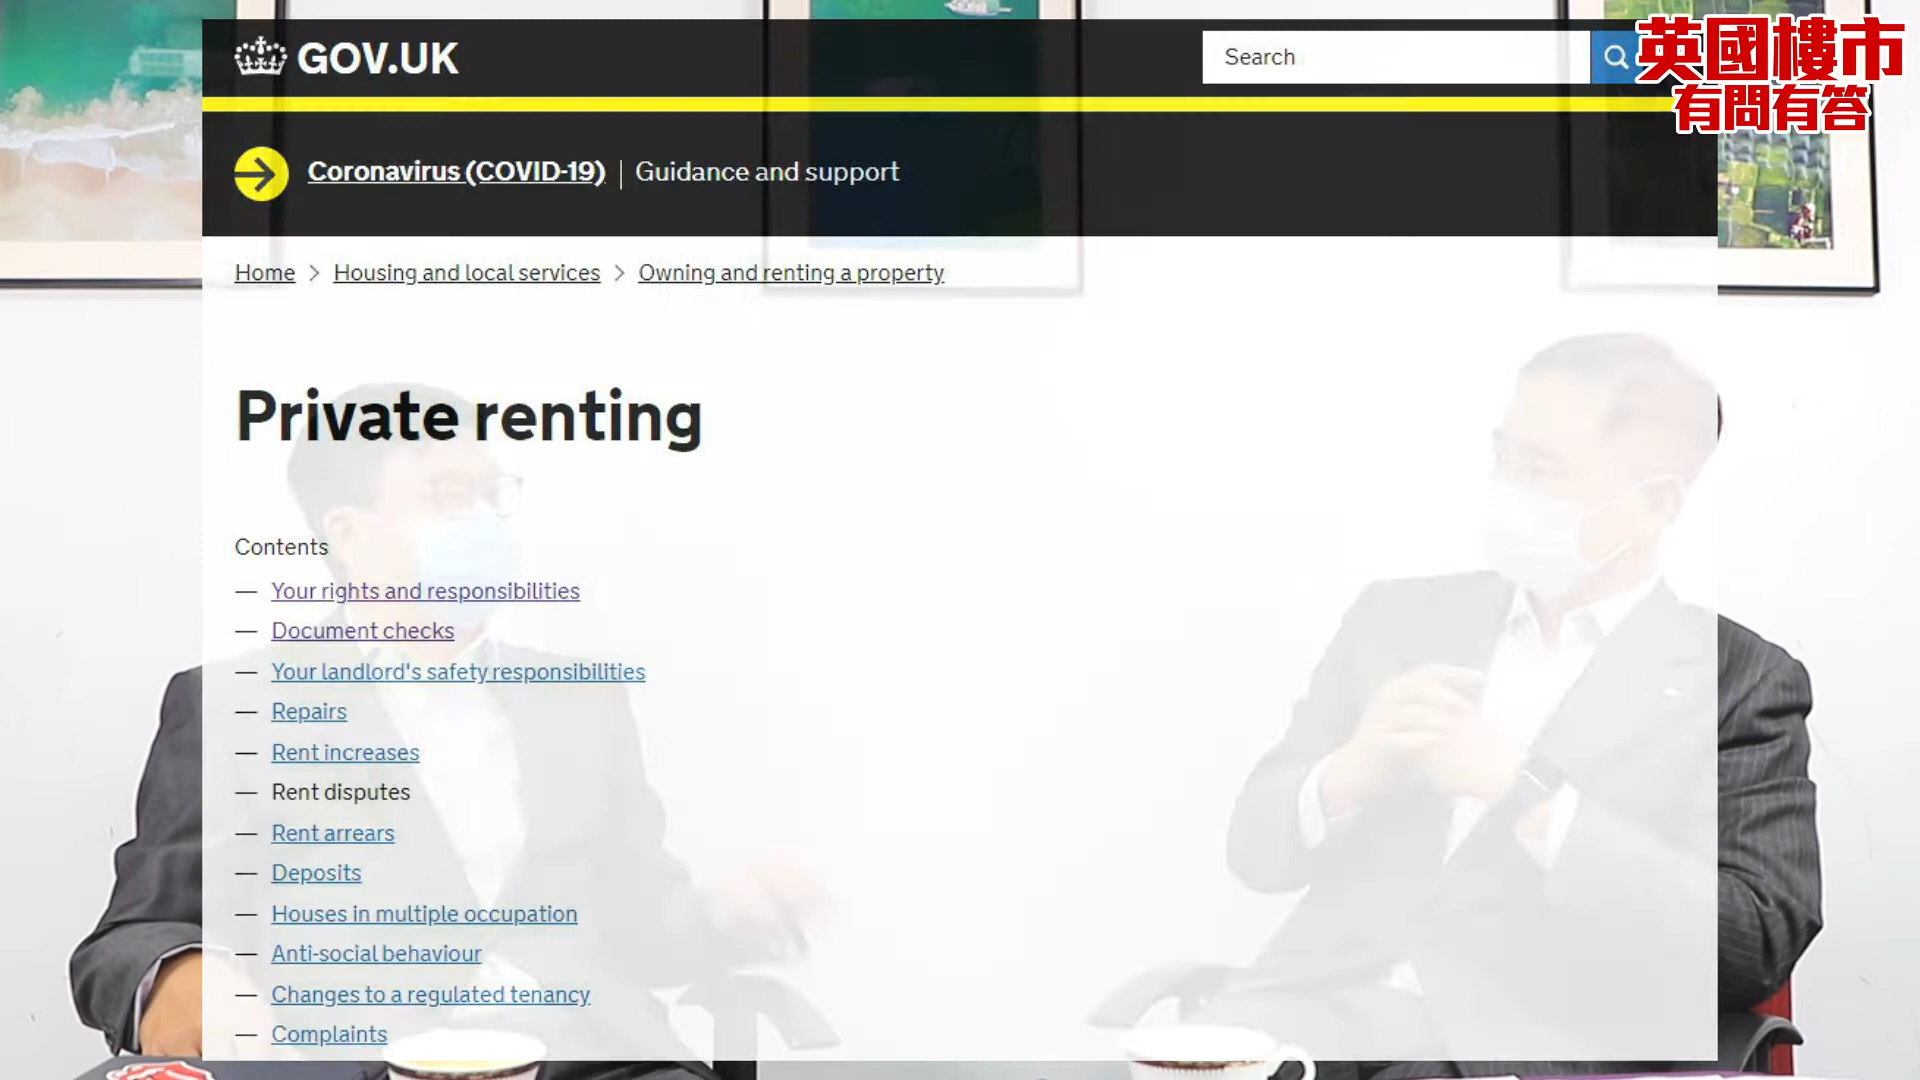 GOV.UK
Search
英國樓市
有問有答
Coronavirus (COVID-19) | Guidance and support
Home > Housing and local services > Owning and renting a property
Private renting
Contents
— Your rights and responsibilities
— Document checks
— Your landlord's safety responsibilities
— Repairs
— Rent increases
— Rent disputes
— Rent arrears
— Deposits
— Houses in multiple occupation
— Anti-social behaviour
— Changes to a regulated tenancy
— Complaints